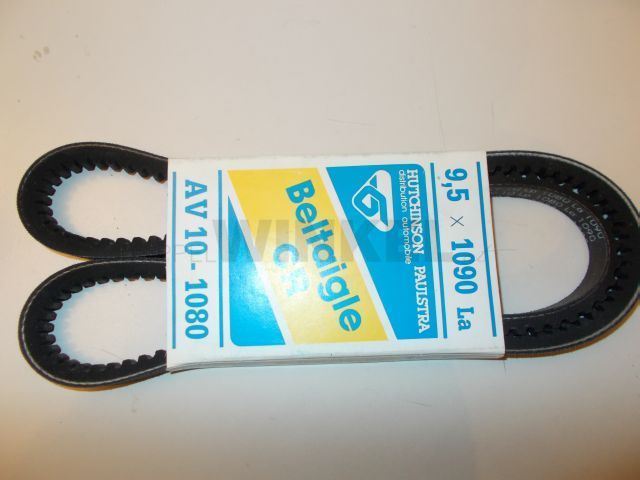 9,5 x 1090 La
HUTCHINSON PAULSTRA
distribution automobile
Beltaigle
CR
AV 10 - 1080